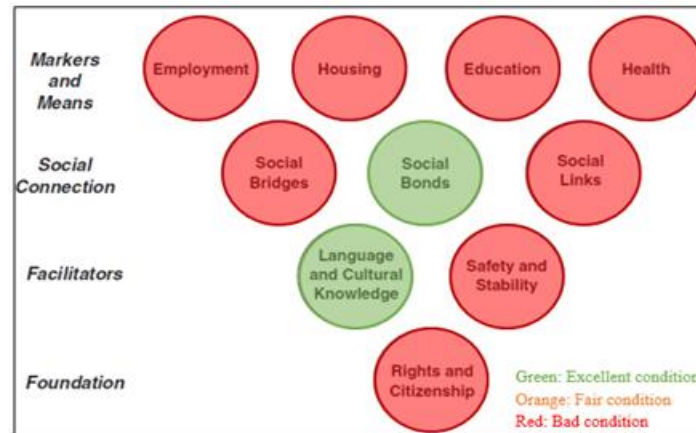 Markers
and
Means
Employment
Housing
Education
Health
Social
Connection
Social
Bridges
Social
Bonds
Social
Links
Facilitators
Language
and Cultural
Knowledge
Safety and
Stability
Foundation
Rights and
Citizenship
Green: Excellent condition
Orange: Fair condition
Red: Bad condition